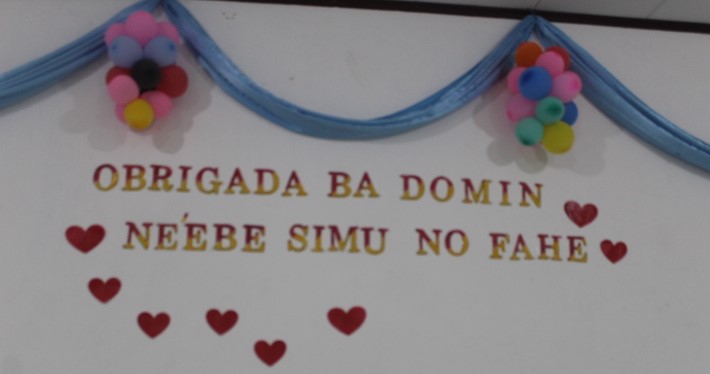 OBRIGADA BA DOMIN
NE'EBE SIMU NO FAHE